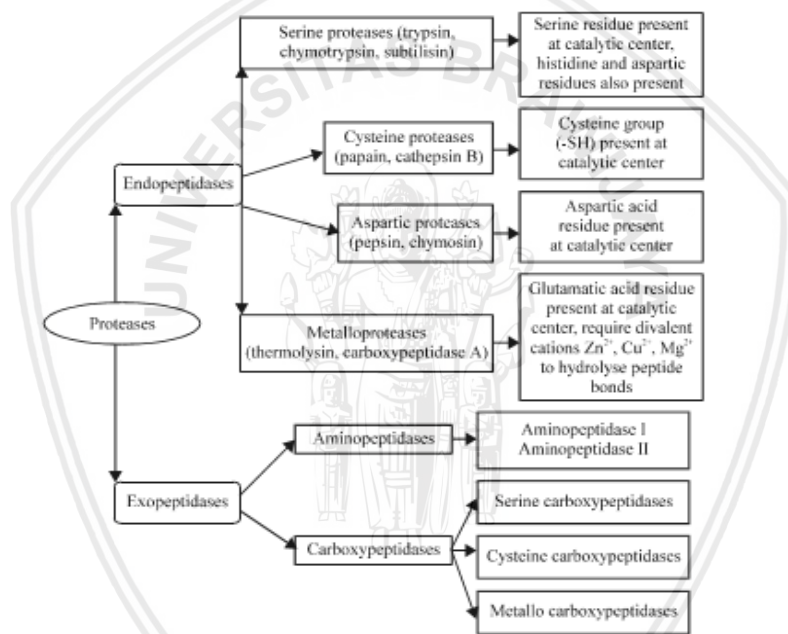 Serine proteases (trypsin,
chymotrypsin, subtilisin)
Serine residue present
at catalytic center,
histidine and aspartic
residues also present
Cysteine proteases
(papain, cathepsin B)
Cysteine group
(-SH) present at
catalytic center
Endopeptidases
Aspartic proteases
(pepsin, chymosin)
Aspartic acid
residue present
at catalytic center
Proteases
Metalloproteases
(thermolysin, carboxypeptidase A)
Glutamatic acid residue
present at catalytic
center, require divalent
cations Zn²⁺, Cu²⁺, Mg²⁺
to hydrolyse peptide
bonds
Aminopeptidases
Aminopeptidase I
Aminopeptidase II
Exopeptidases
Serine carboxypeptidases
Carboxypeptidases
Cysteine carboxypeptidases
Metallo carboxypeptidases
UNIVERSITAS BRAWIJAYA